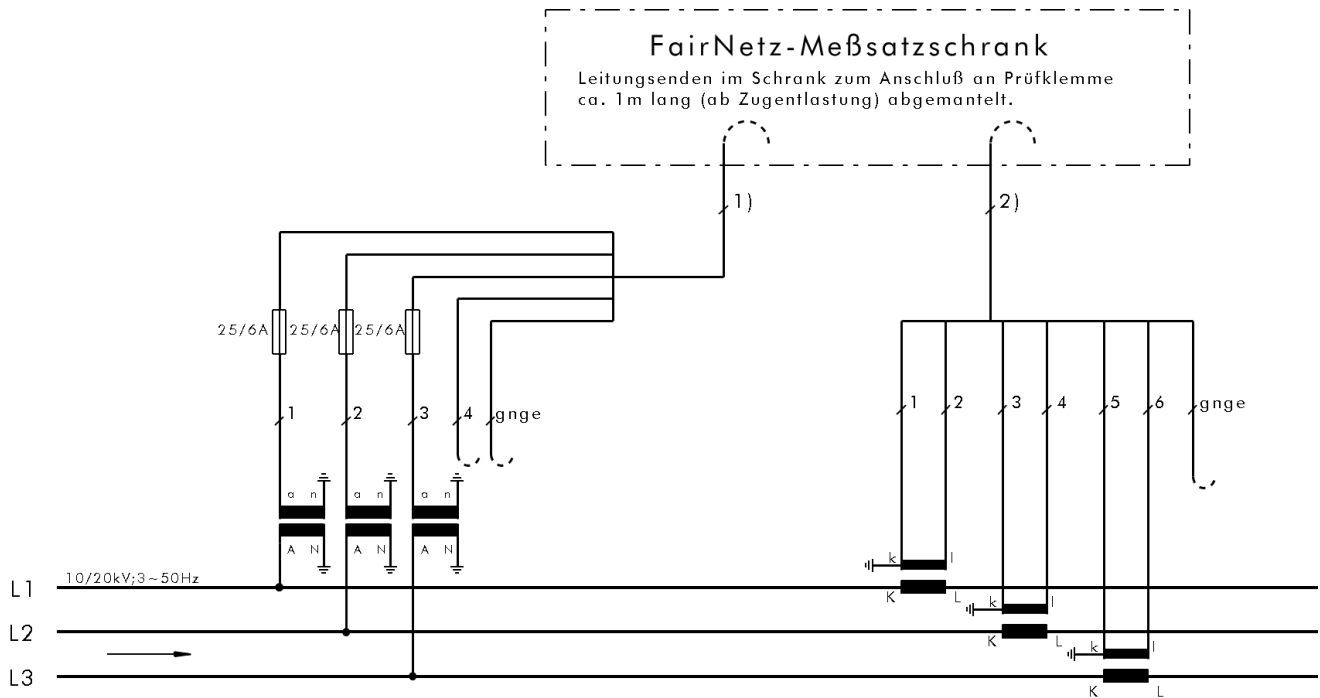 FairNetz-Meßsatzschrank
Leitungsenden im Schrank zum Anschluß an Prüfklemme
ca. 1m lang (ab Zugentlastung) abgemantelt.
1) 2)
25/6A 25/6A 25/6A
1 2 3 4 gnge 1 2 3 4 5 6 gnge
a n a n a n
A N A N A N
k l
L1 10/20kV;3~50Hz K L
k l
L2 K L
k l
L3 K L